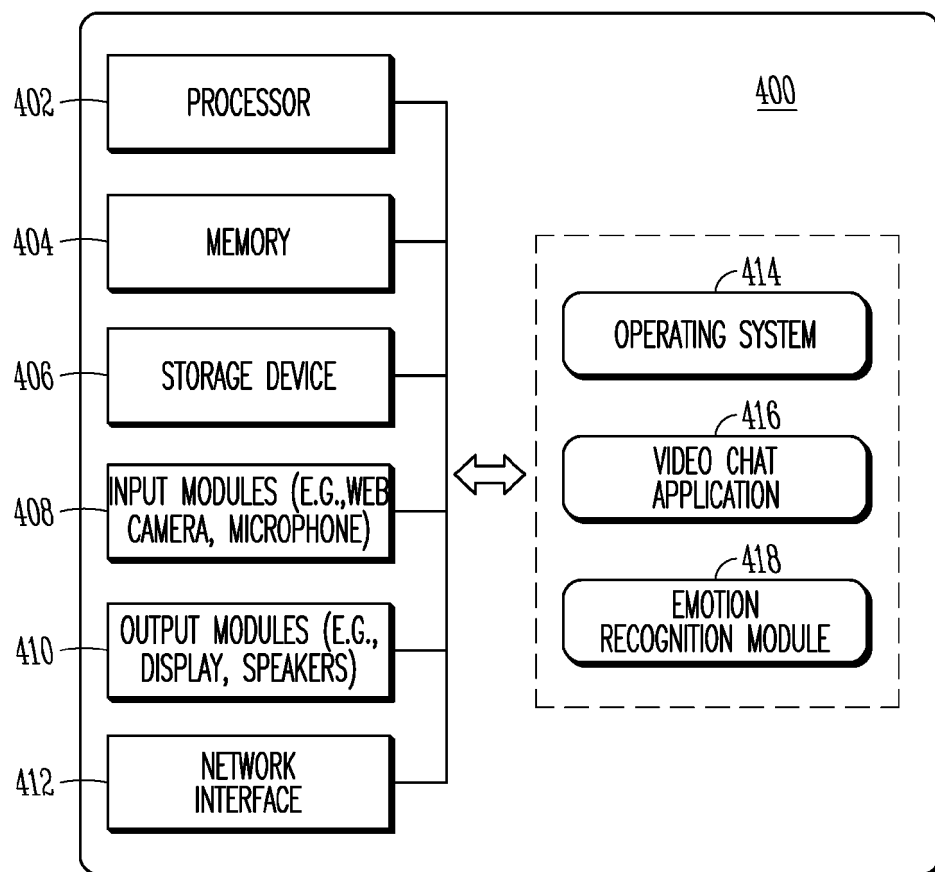 400
402
PROCESSOR
404
MEMORY
406
STORAGE DEVICE
408
INPUT MODULES (E.G.,WEB
CAMERA, MICROPHONE)
410
OUTPUT MODULES (E.G.,
DISPLAY, SPEAKERS)
412
NETWORK
INTERFACE
414
OPERATING SYSTEM
416
VIDEO CHAT
APPLICATION
418
EMOTION
RECOGNITION MODULE